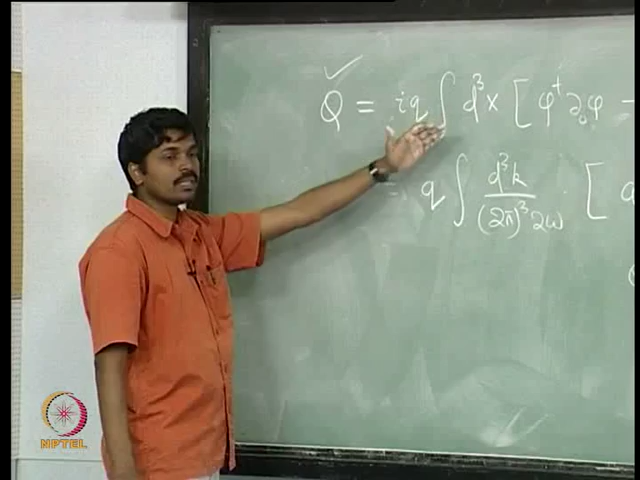 Q = iq ∫ d³x [ φ† ∂₀φ −
= q ∫ d³k / (2π)³ 2ω [ a
NPTEL